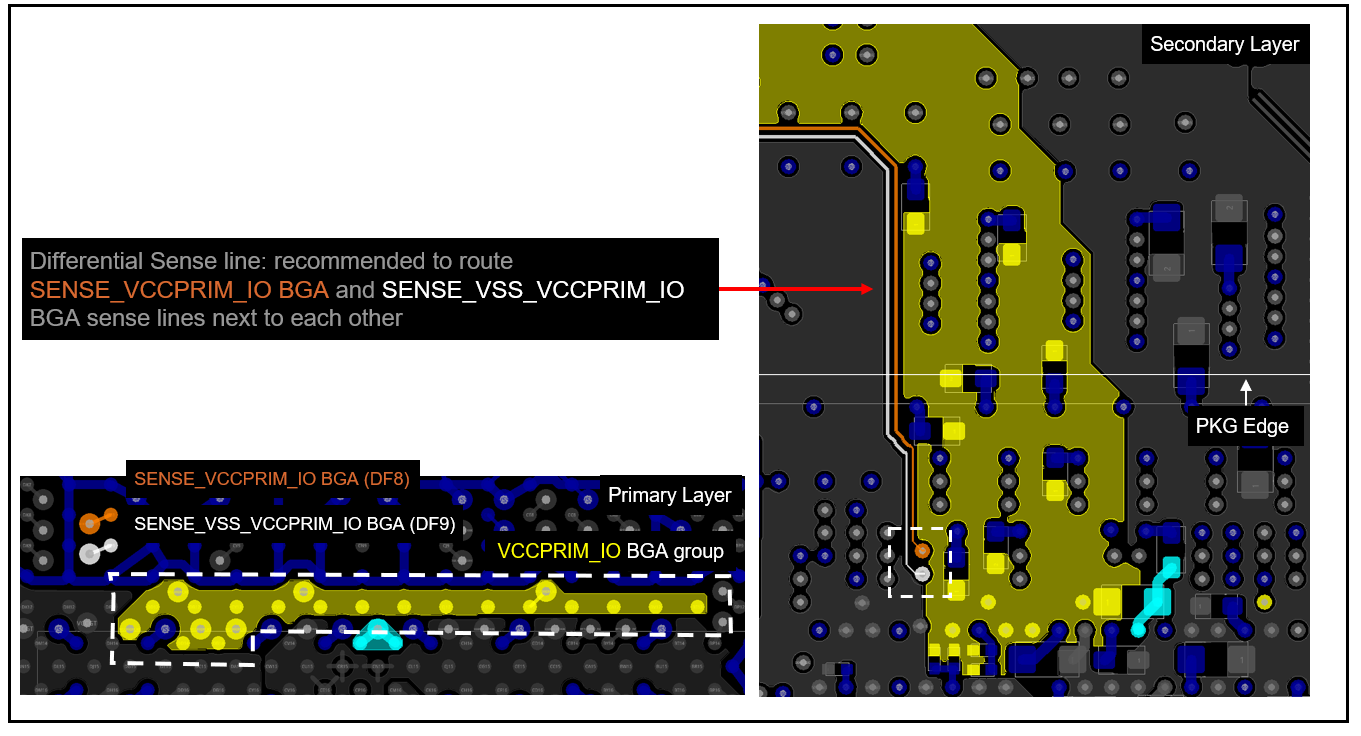 Secondary Layer
Differential Sense line: recommended to route
SENSE_VCCPRIM_IO BGA and SENSE_VSS_VCCPRIM_IO
BGA sense lines next to each other
PKG Edge
SENSE_VCCPRIM_IO BGA (DF8)
Primary Layer
SENSE_VSS_VCCPRIM_IO BGA (DF9)
VCCPRIM_IO BGA group